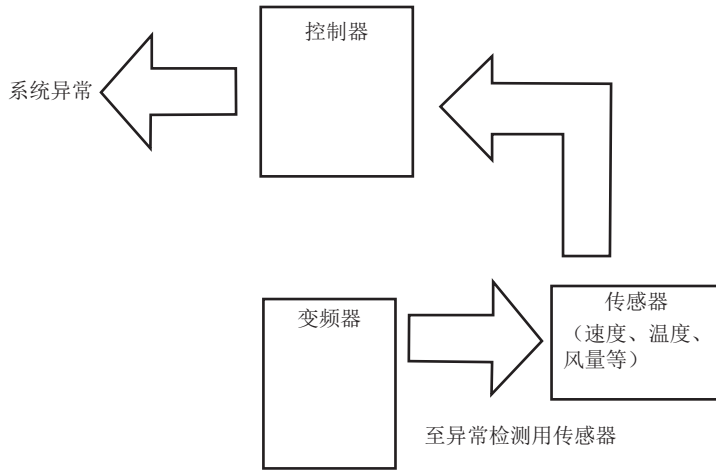 控制器
系统异常
变频器
传感器
（速度、温度、
风量等）
至异常检测用传感器